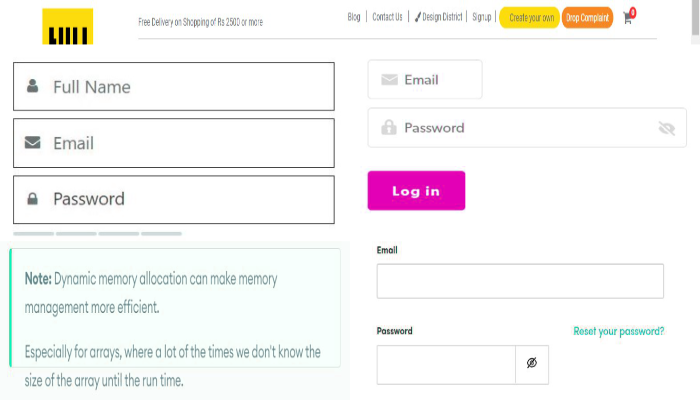 Free Delivery on Shopping of Rs 2500 or more
Blog
Contact Us
Design District
Signup
Create your own
Drop Complaint
0
Full Name
Email
Password
Email
Password
Log in
Note: Dynamic memory allocation can make memory
management more efficient.
Especially for arrays, where a lot of the times we don't know the
size of the array until the run time.
Email
Password
Reset your password?